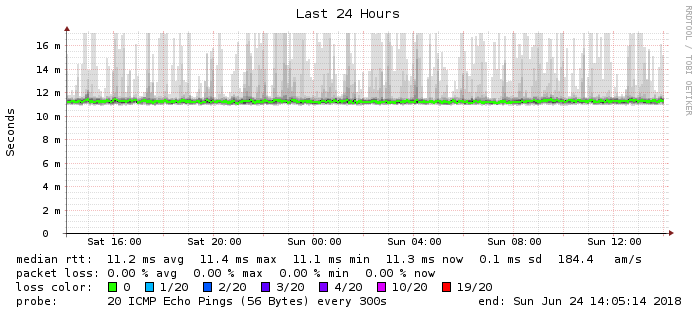 Last 24 Hours
RRDTOOL / TOBI OETIKER
Seconds
16 m
14 m
12 m
10 m
8 m
6 m
4 m
2 m
0
Sat 16:00 Sat 20:00 Sun 00:00 Sun 04:00 Sun 08:00 Sun 12:00
median rtt: 11.2 ms avg 11.4 ms max 11.1 ms min 11.3 ms now 0.1 ms sd 184.4 am/s
packet loss: 0.00 % avg 0.00 % max 0.00 % min 0.00 % now
loss color: 0 1/20 2/20 3/20 4/20 10/20 19/20
probe: 20 ICMP Echo Pings (56 Bytes) every 300s end: Sun Jun 24 14:05:14 2018